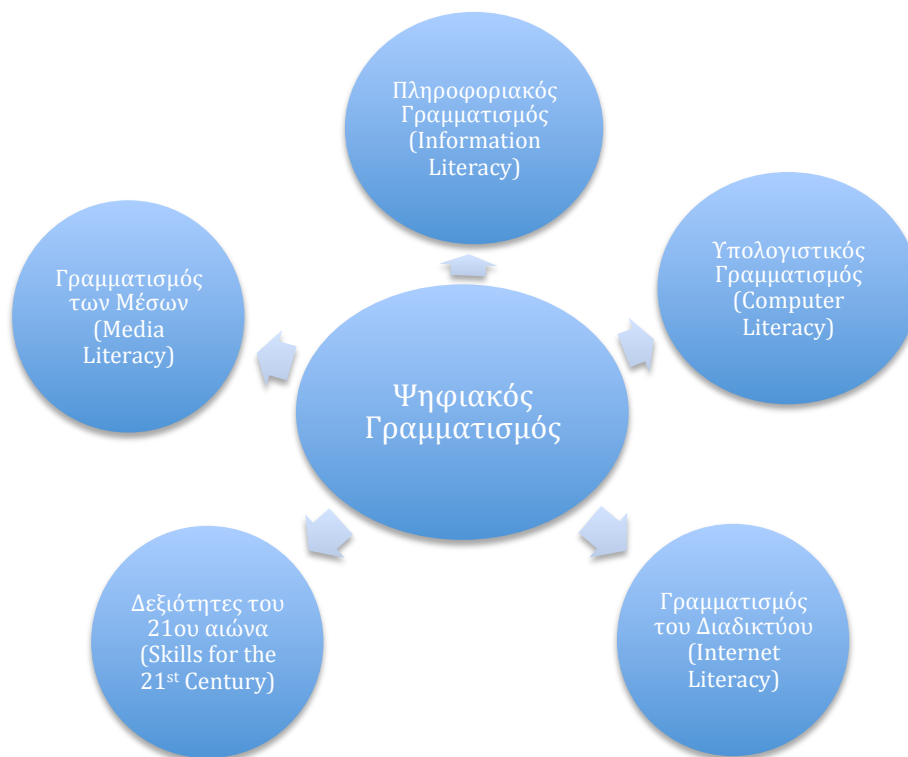 Πληροφοριακός
Γραμματισμός
(Information
Literacy)
Υπολογιστικός
Γραμματισμός
(Computer
Literacy)
Γραμματισμός
των Μέσων
(Media
Literacy)
Ψηφιακός
Γραμματισμός
Δεξιότητες του
21ου αιώνα
(Skills for the
21st Century)
Γραμματισμός
του Διαδικτύου
(Internet
Literacy)